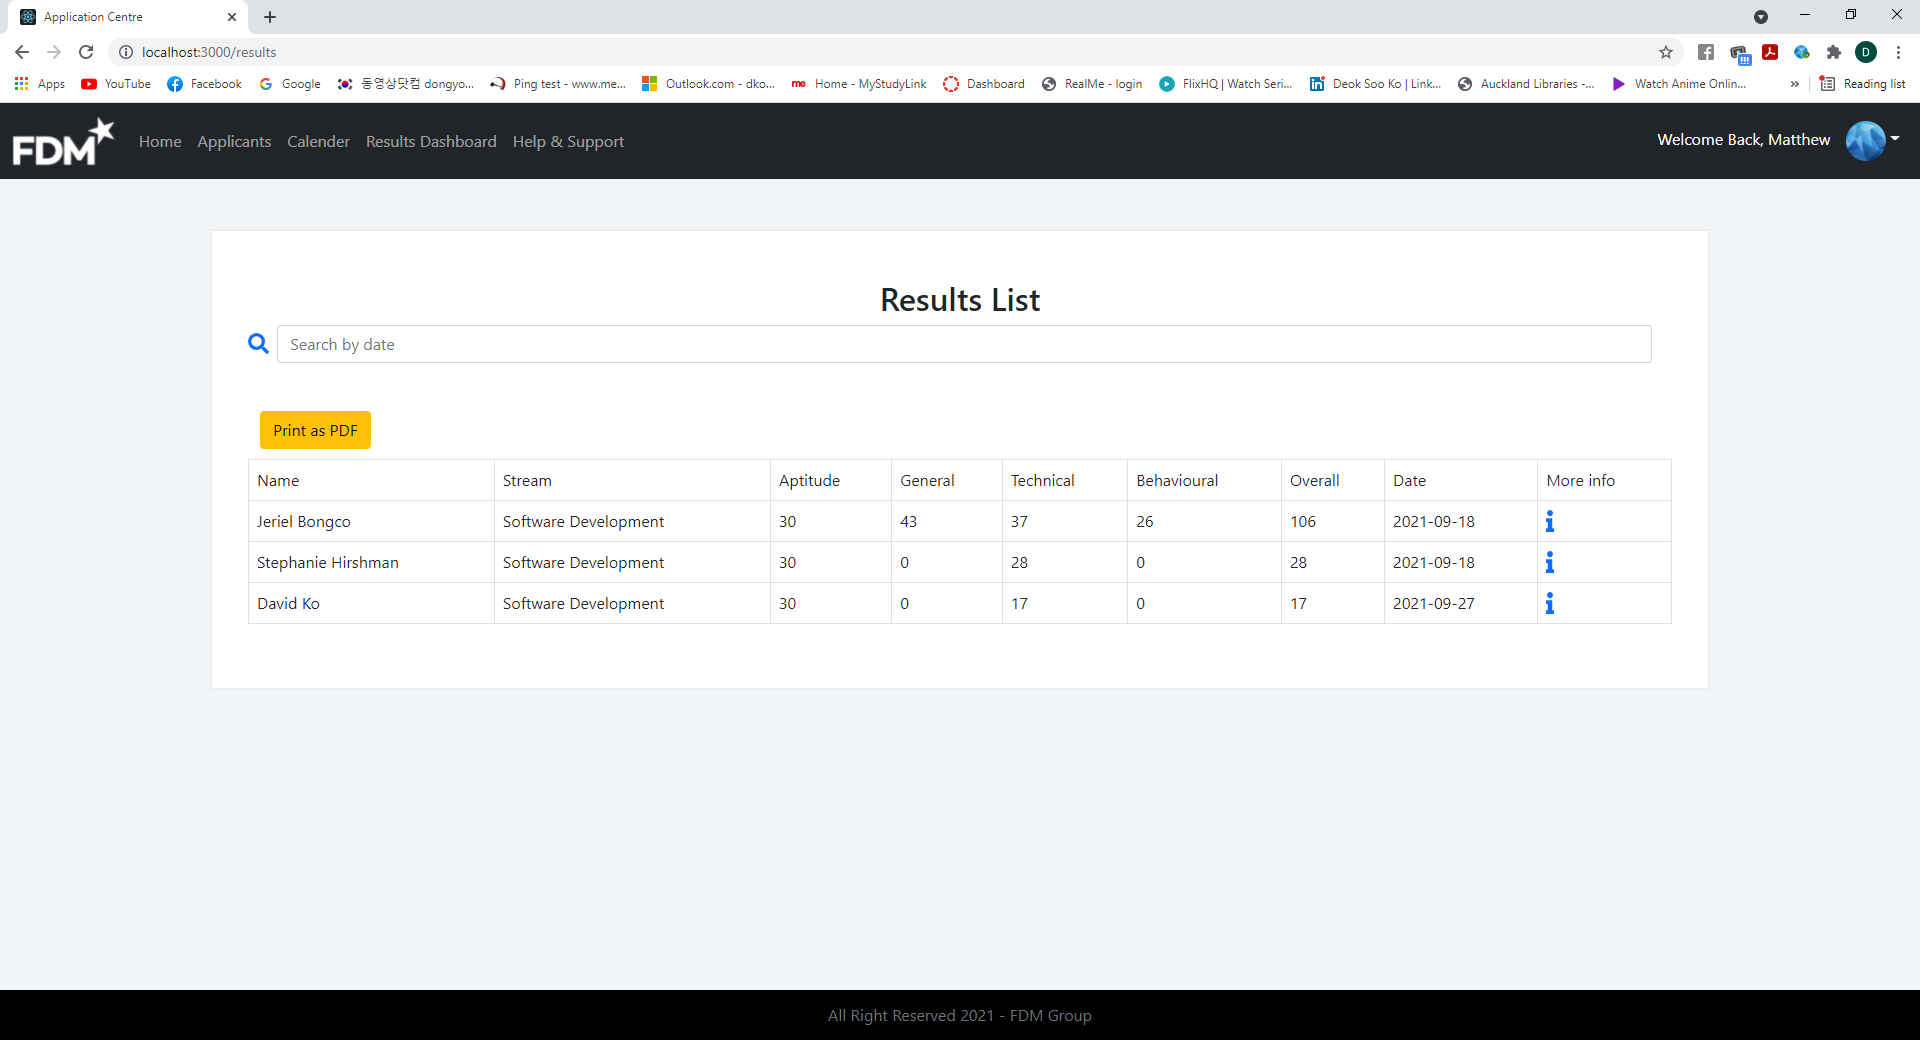 Application Centre
localhost:3000/results
Apps YouTube Facebook Google 동영상닷컴 dongyo... Ping test - www.me... Outlook.com - dko... me Home - MyStudyLink Dashboard RealMe - login FlixHQ | Watch Seri... in Deok Soo Ko | Link... Auckland Libraries -... Watch Anime Onlin... » Reading list
D
FDM Home Applicants Calender Results Dashboard Help & Support Welcome Back, Matthew
Results List
Search by date
Print as PDF
Name Stream Aptitude General Technical Behavioural Overall Date More info
Jeriel Bongco Software Development 30 43 37 26 106 2021-09-18
Stephanie Hirshman Software Development 30 0 28 0 28 2021-09-18
David Ko Software Development 30 0 17 0 17 2021-09-27
All Right Reserved 2021 - FDM Group